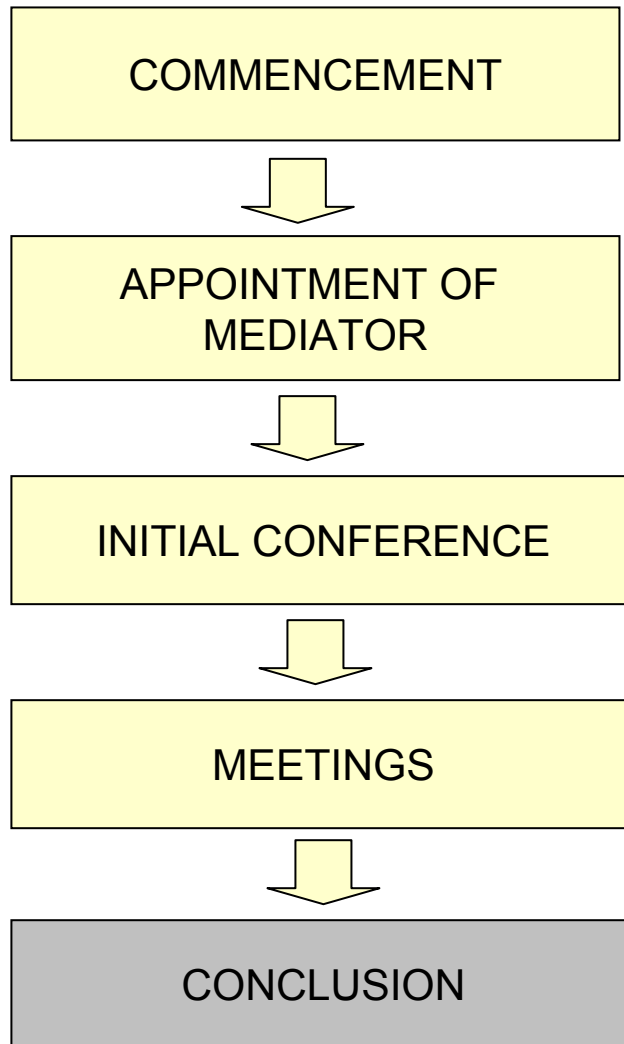 COMMENCEMENT
APPOINTMENT OF
MEDIATOR
INITIAL CONFERENCE
MEETINGS
CONCLUSION